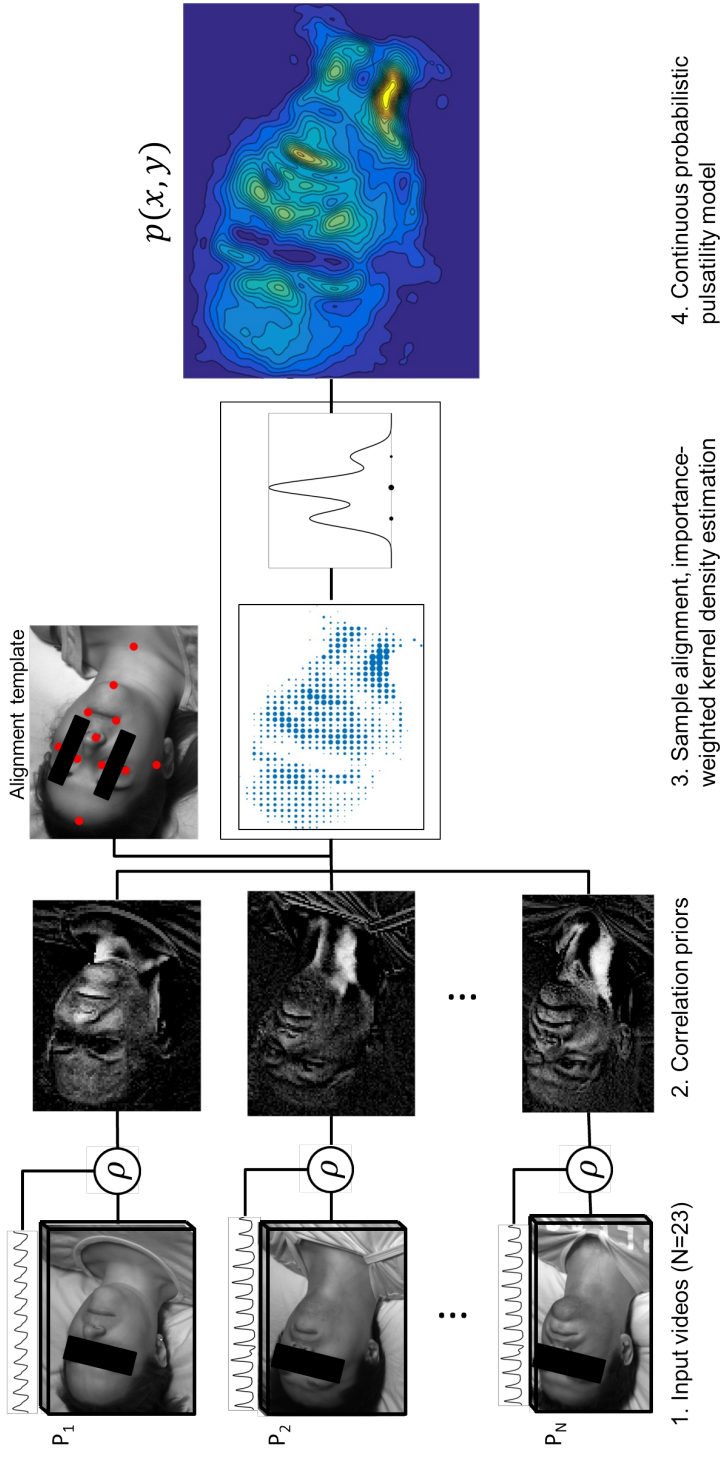 P1
P2
PN
ρ
ρ
ρ
...
...
Alignment template
p(x, y)
1. Input videos (N=23)
2. Correlation priors
3. Sample alignment, importance-
weighted kernel density estimation
4. Continuous probabilistic
pulsatility model